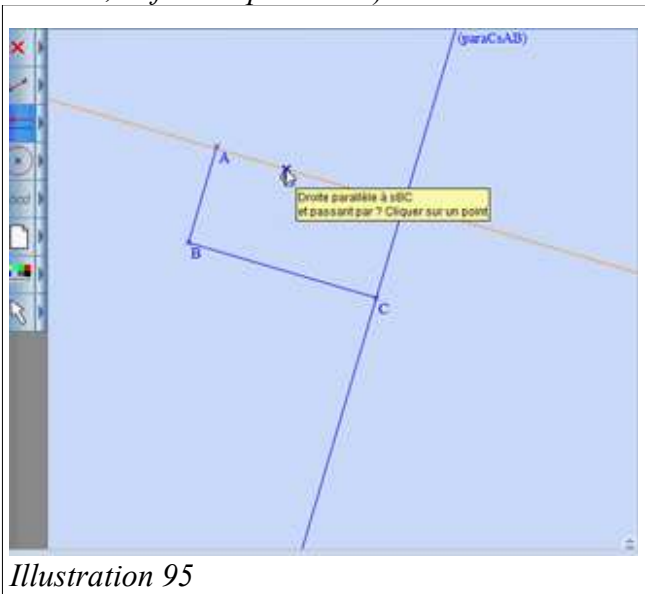 (paraCsAB)
A
Droite parallèle à sBC
et passant par ? Cliquer sur un point
B
C
Illustration 95